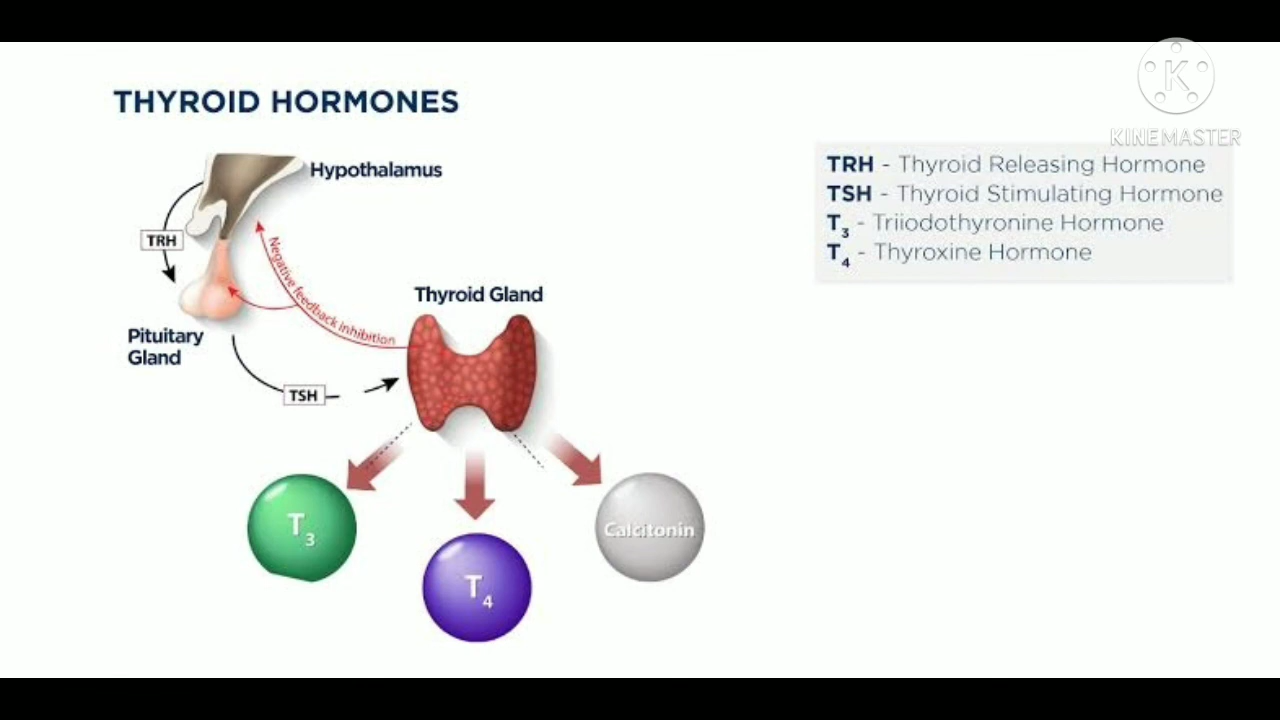 K
KINEMASTER
THYROID HORMONES
Hypothalamus
TRH
Negative feedback inhibition
Thyroid Gland
Pituitary
Gland
TSH
T3
T4
Calcitonin
TRH - Thyroid Releasing Hormone
TSH - Thyroid Stimulating Hormone
T3 - Triiodothyronine Hormone
T4 - Thyroxine Hormone